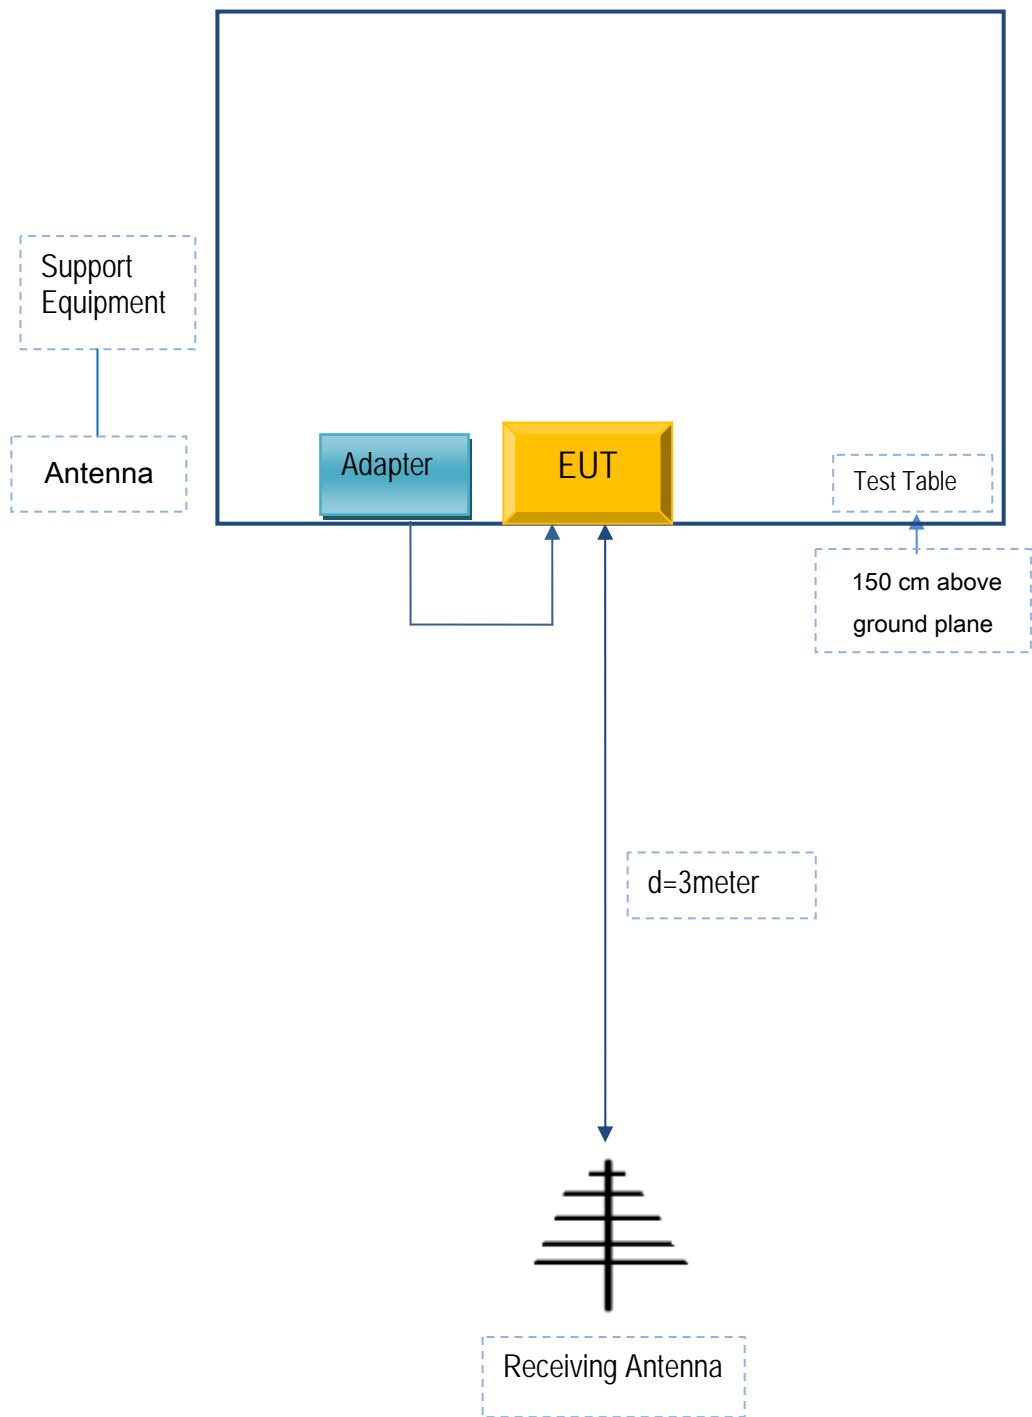 Support
Equipment
Antenna
Adapter
EUT
Test Table
150 cm above
ground plane
d=3meter
Receiving Antenna